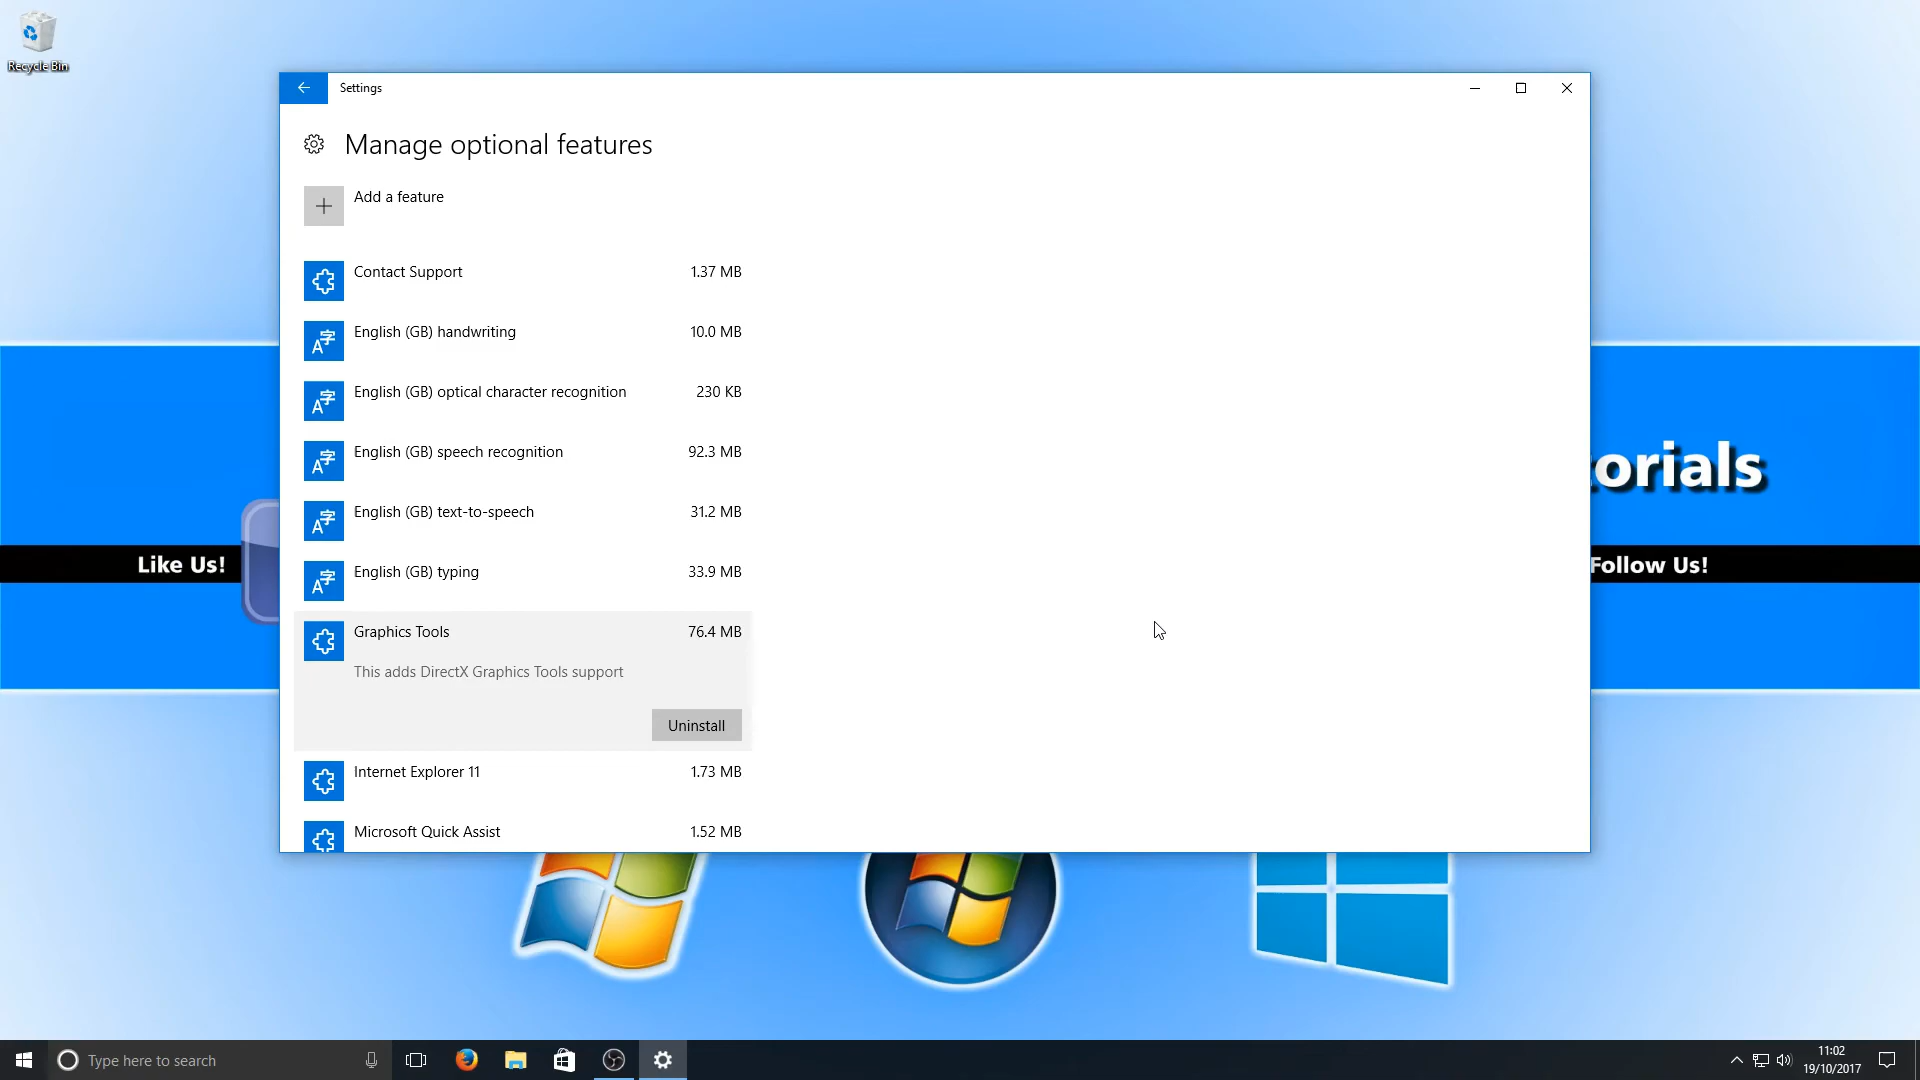 Recycle Bin
Settings
Manage optional features
Add a feature
Contact Support 1.37 MB
English (GB) handwriting 10.0 MB
English (GB) optical character recognition 230 KB
English (GB) speech recognition 92.3 MB
English (GB) text-to-speech 31.2 MB
English (GB) typing 33.9 MB
Graphics Tools 76.4 MB
This adds DirectX Graphics Tools support
Uninstall
Internet Explorer 11 1.73 MB
Microsoft Quick Assist 1.52 MB
torials
Like Us!
Follow Us!
Type here to search
11:02
19/10/2017